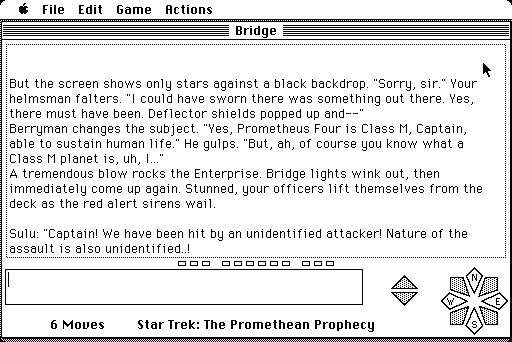 File Edit Game Actions
Bridge
But the screen shows only stars against a black backdrop. "Sorry, sir." Your
helmsman falters. "I could have sworn there was something out there. Yes,
there must have been. Deflector shields popped up and--"
Berryman changes the subject. "Yes, Prometheus Four is Class M, Captain,
able to sustain human life." He gulps. "But, ah, of course you know what a
Class M planet is, uh, I..."
A tremendous blow rocks the Enterprise. Bridge lights wink out, then
immediately come up again. Stunned, your officers lift themselves from the
deck as the red alert sirens wail.
Sulu: "Captain! We have been hit by an unidentified attacker! Nature of the
assault is also unidentified..!
N
W E
S
6 Moves Star Trek: The Promethean Prophecy